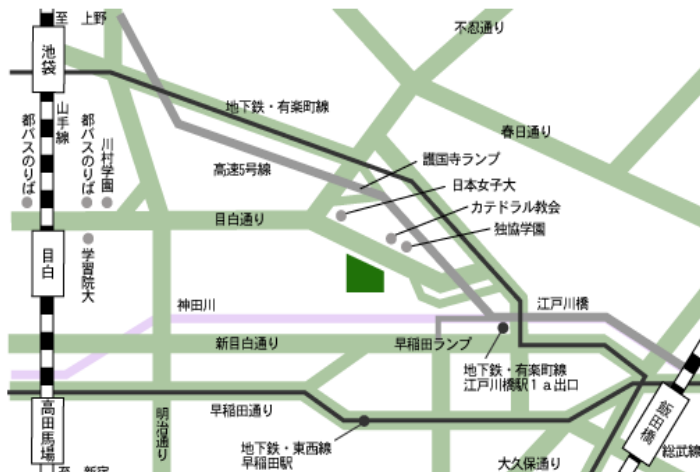 至 上野
池袋
不忍通り
山手線
都バスのりば
都バスのりば
川村学園
地下鉄・有楽町線
春日通り
護国寺ランプ
高速5号線
日本女子大
カテドラル教会
目白通り
独協学園
目白
学習院大
神田川
江戸川橋
新目白通り
早稲田ランプ
地下鉄・有楽町線
江戸川橋駅1a出口
高田馬場
明治通り
早稲田通り
飯田橋
地下鉄・東西線
早稲田駅
大久保通り
総武線
至 新宿